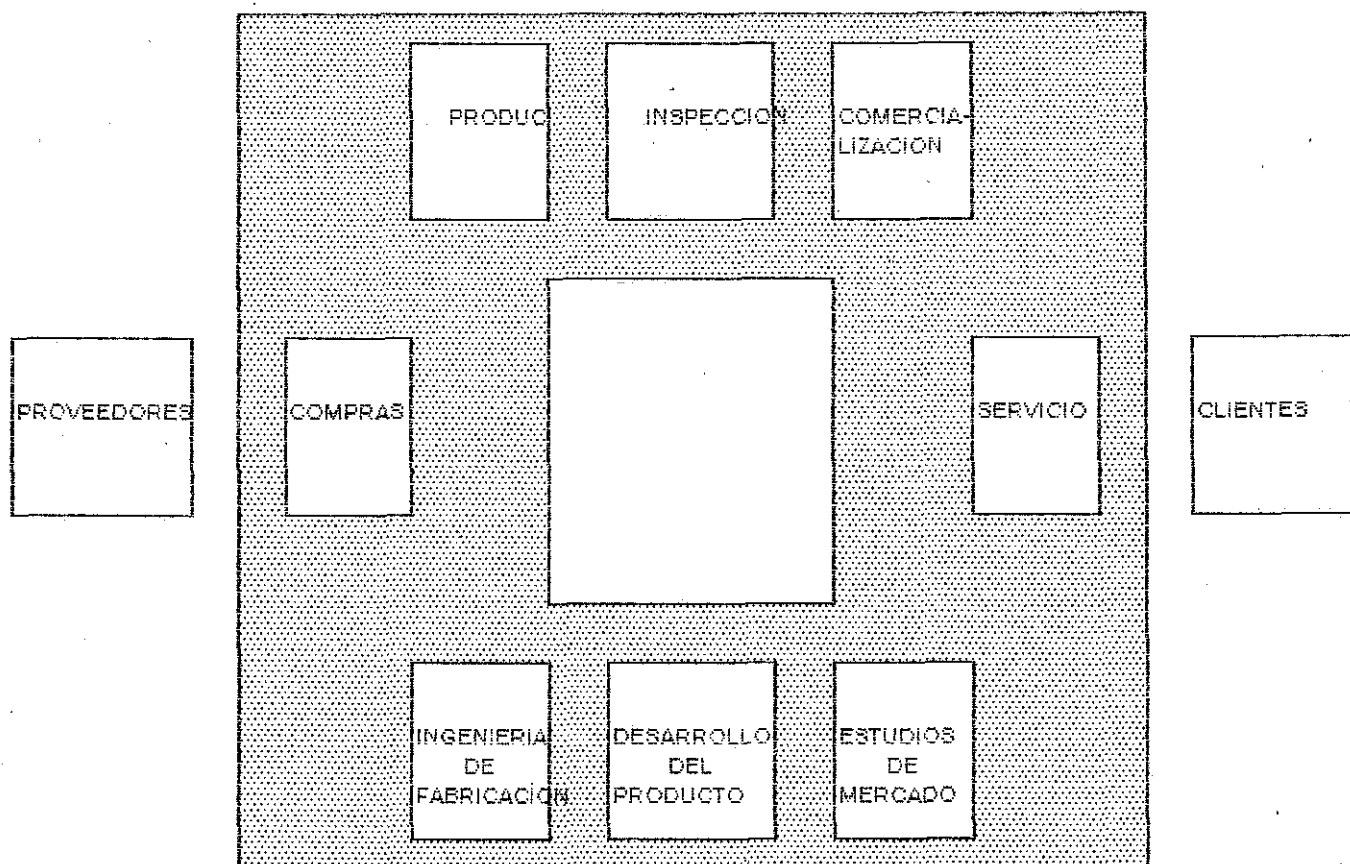 PRODUC
INSPECCION
COMERCIA-
LIZACION
PROVEEDORES
COMPRAS
SERVICIO
CLIENTES
INGENIERIA
DE
FABRICACION
DESARROLLO
DEL
PRODUCTO
ESTUDIOS
DE
MERCADO